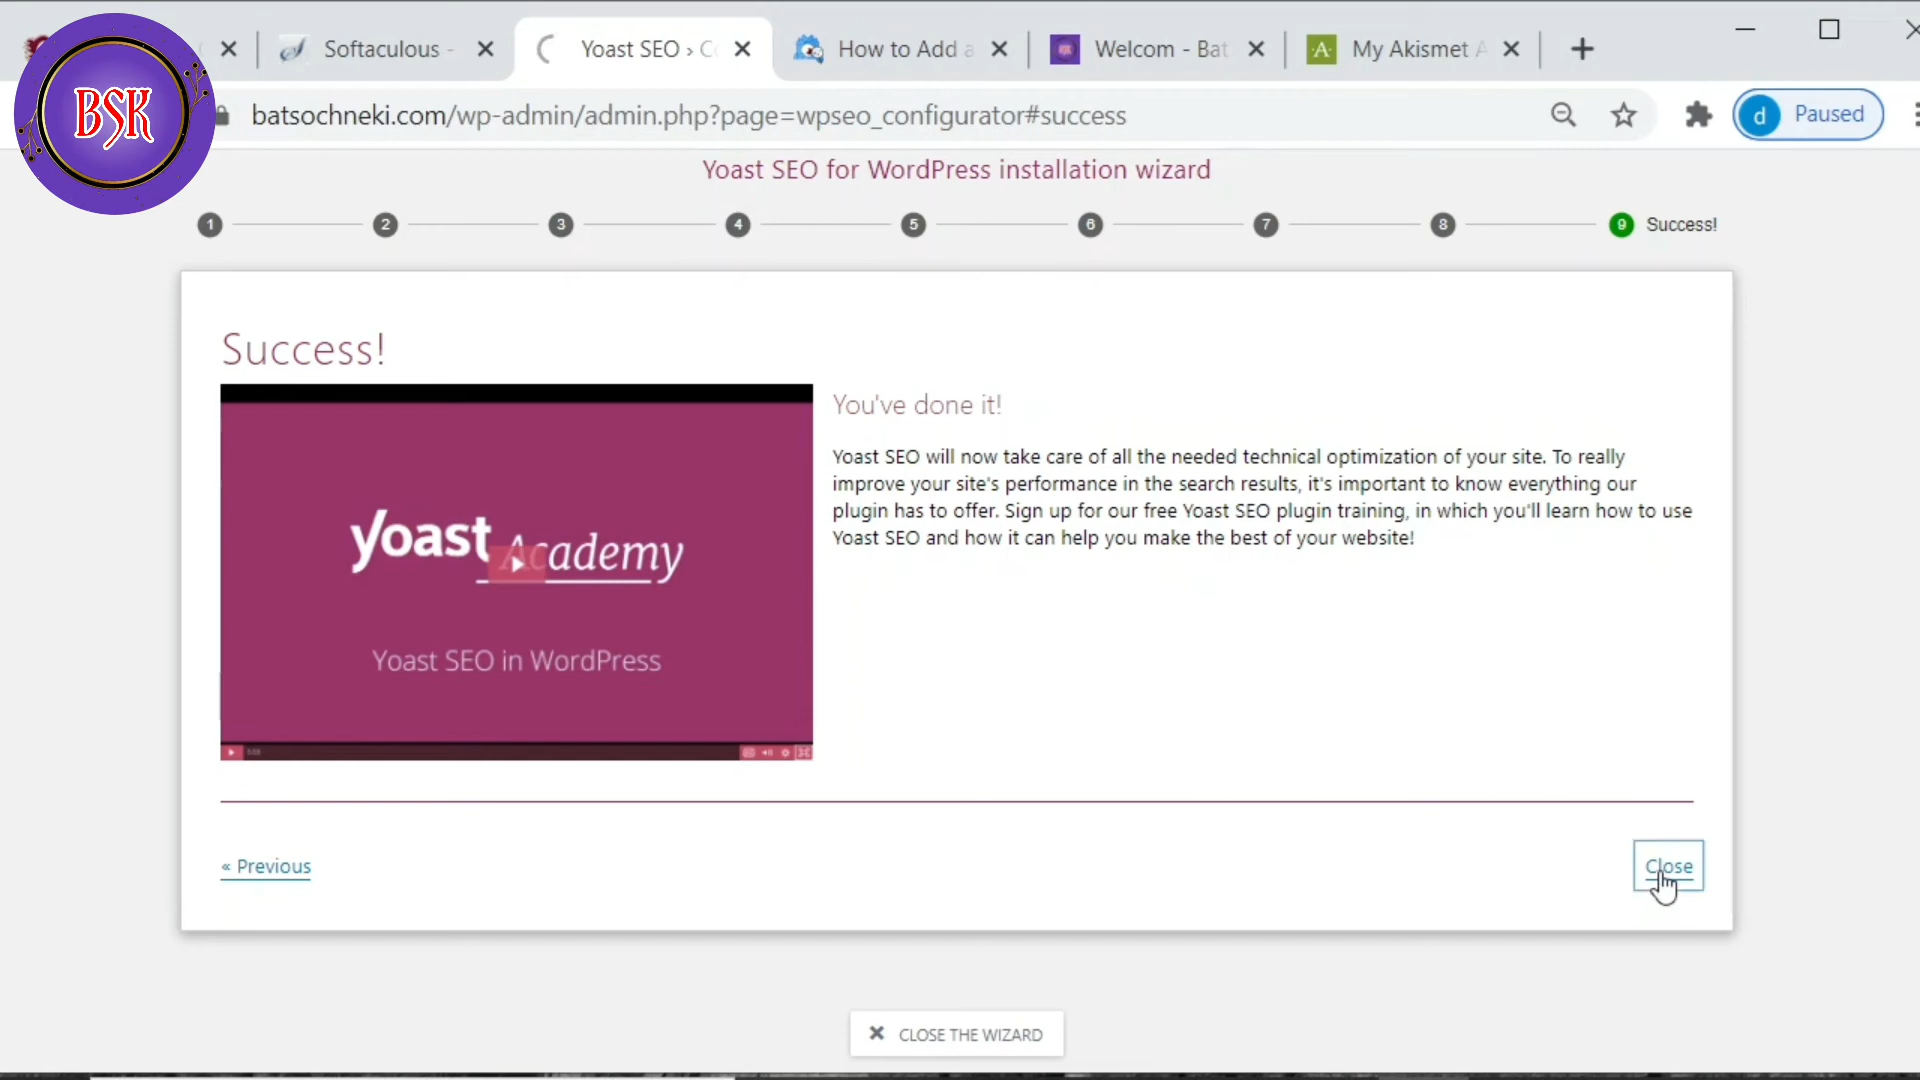 BSK
Softaculous -
Yoast SEO › Co
How to Add a
Welcom - Bat
My Akismet A
batsochneki.com/wp-admin/admin.php?page=wpseo_configurator#success
d Paused
Yoast SEO for WordPress installation wizard
1 2 3 4 5 6 7 8 9 Success!
Success!
yoast Academy
Yoast SEO in WordPress
You've done it!
Yoast SEO will now take care of all the needed technical optimization of your site. To really
improve your site's performance in the search results, it's important to know everything our
plugin has to offer. Sign up for our free Yoast SEO plugin training, in which you'll learn how to use
Yoast SEO and how it can help you make the best of your website!
« Previous
Close
CLOSE THE WIZARD